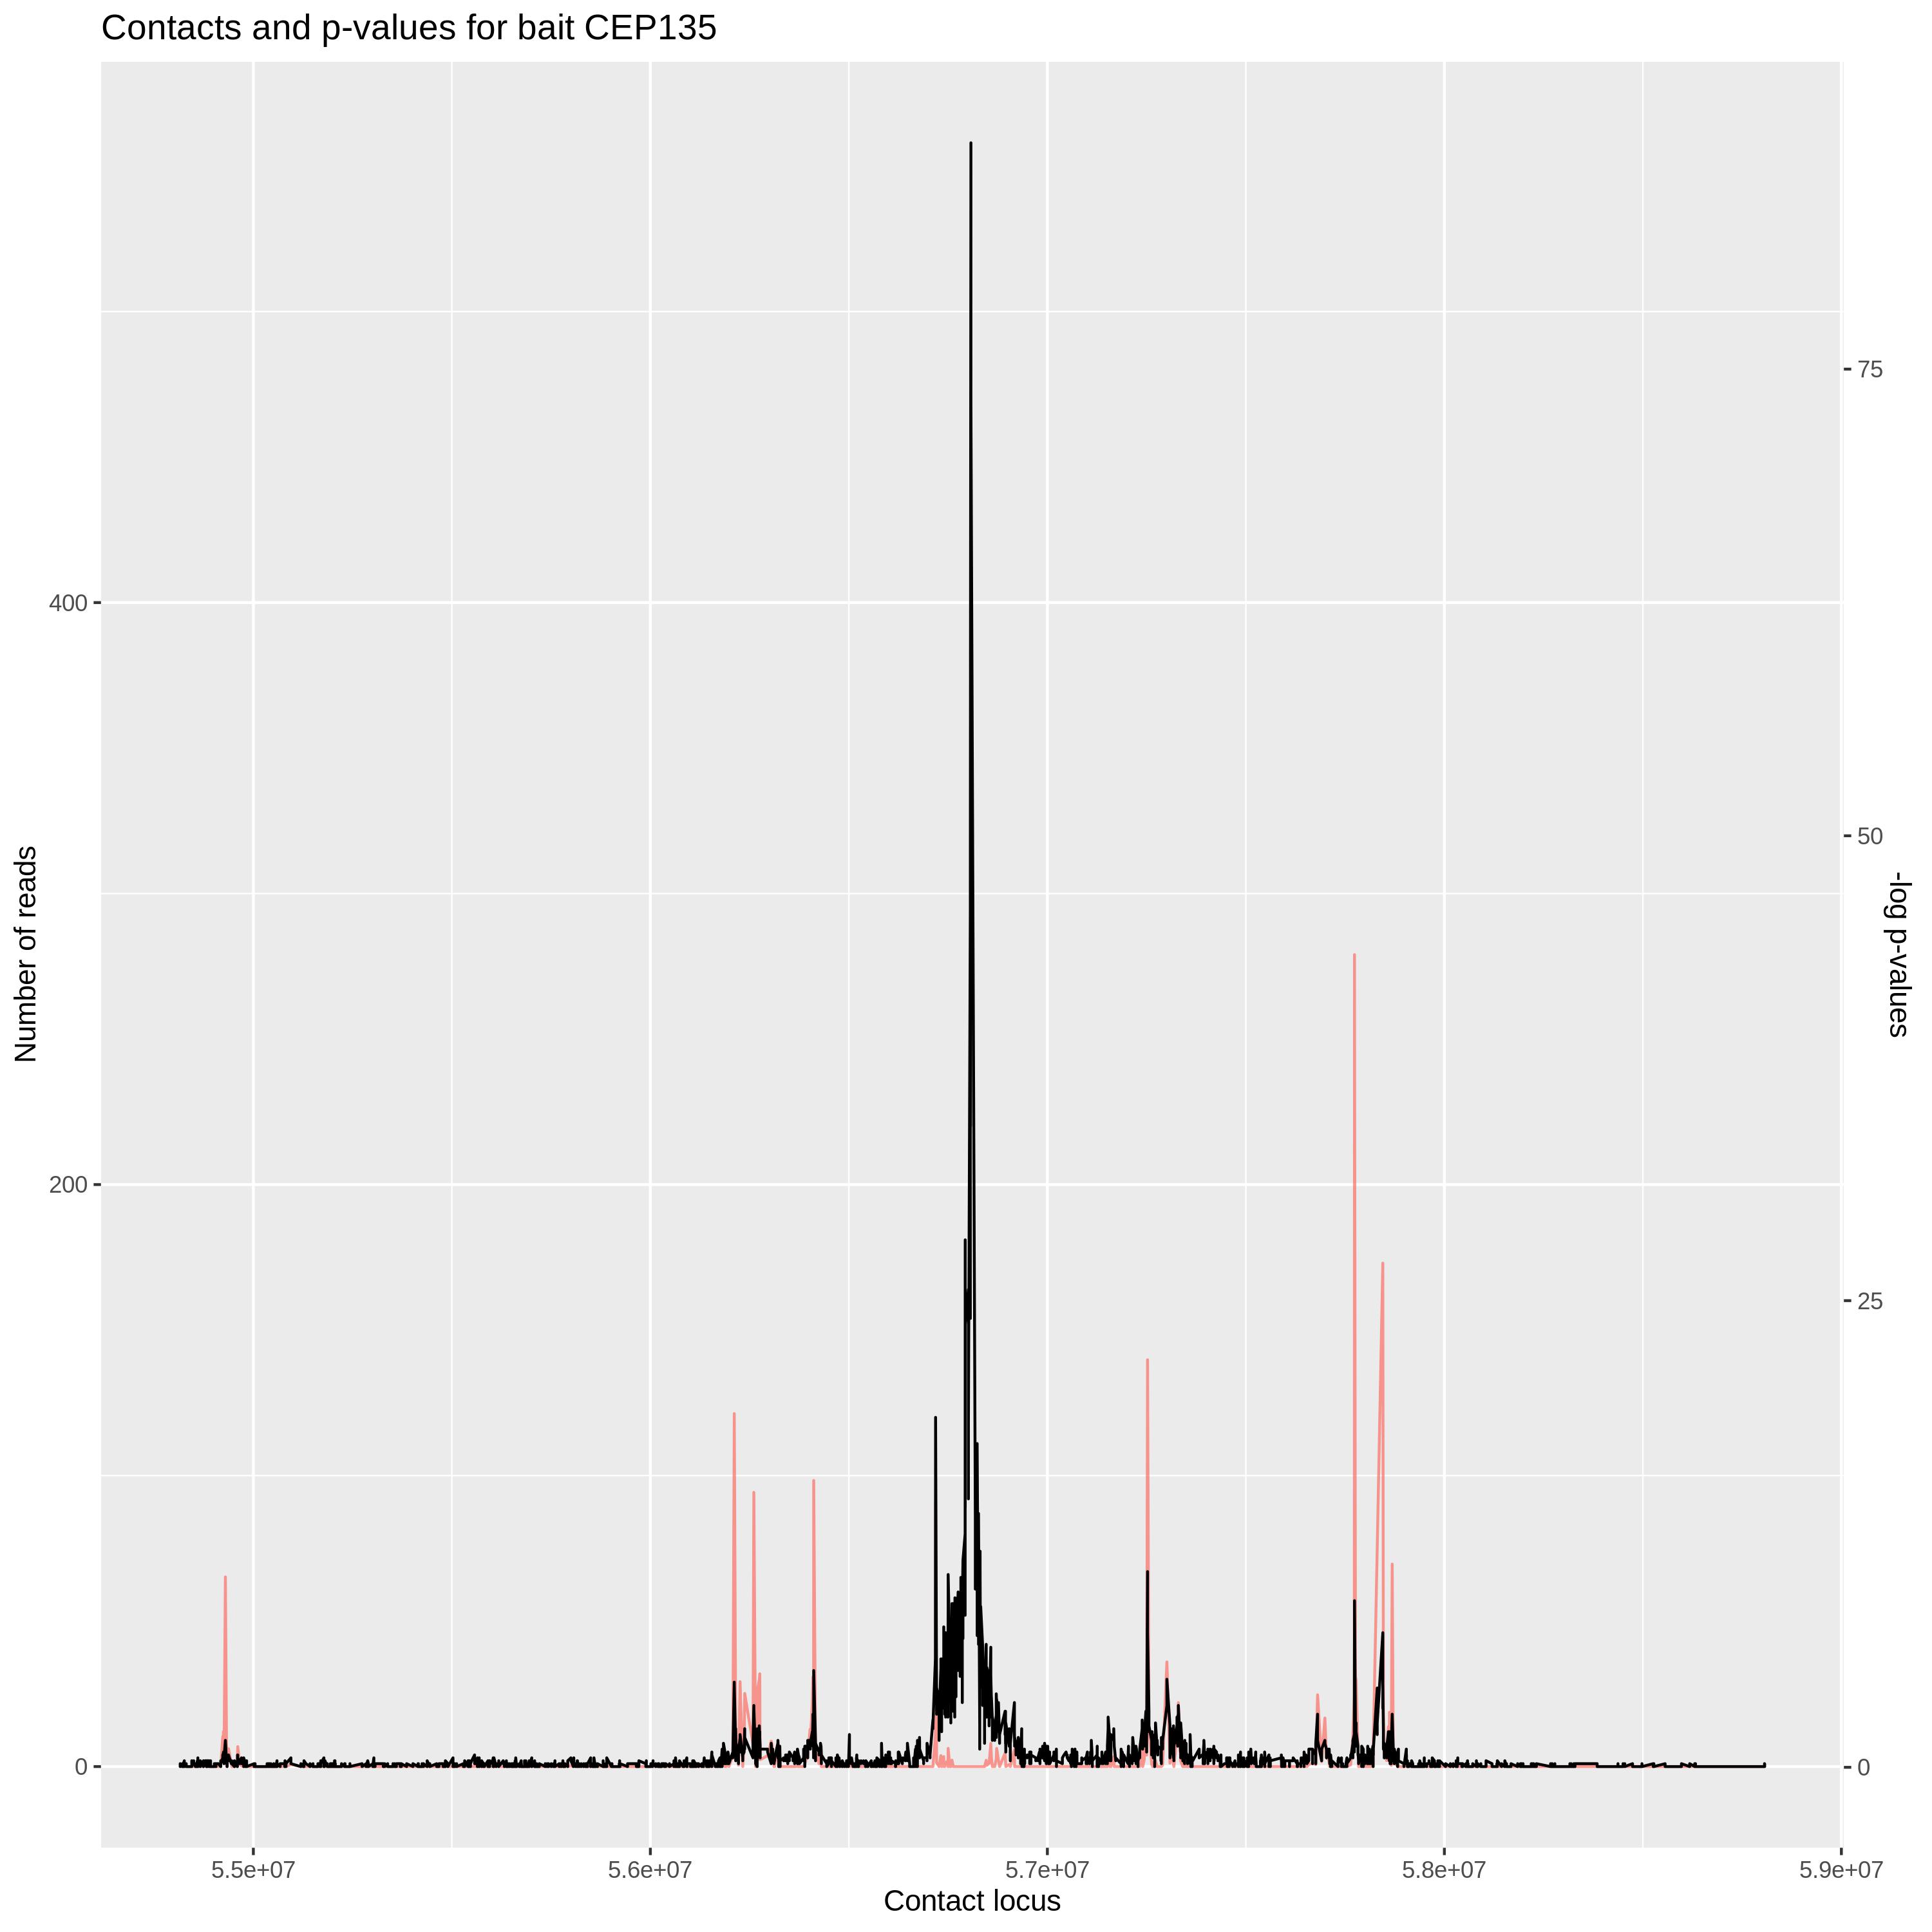 Contacts and p-values for bait CEP135
Number of reads
400
200
0
75
50
25
0
-log p-values
5.5e+07
5.6e+07
5.7e+07
5.8e+07
5.9e+07
Contact locus